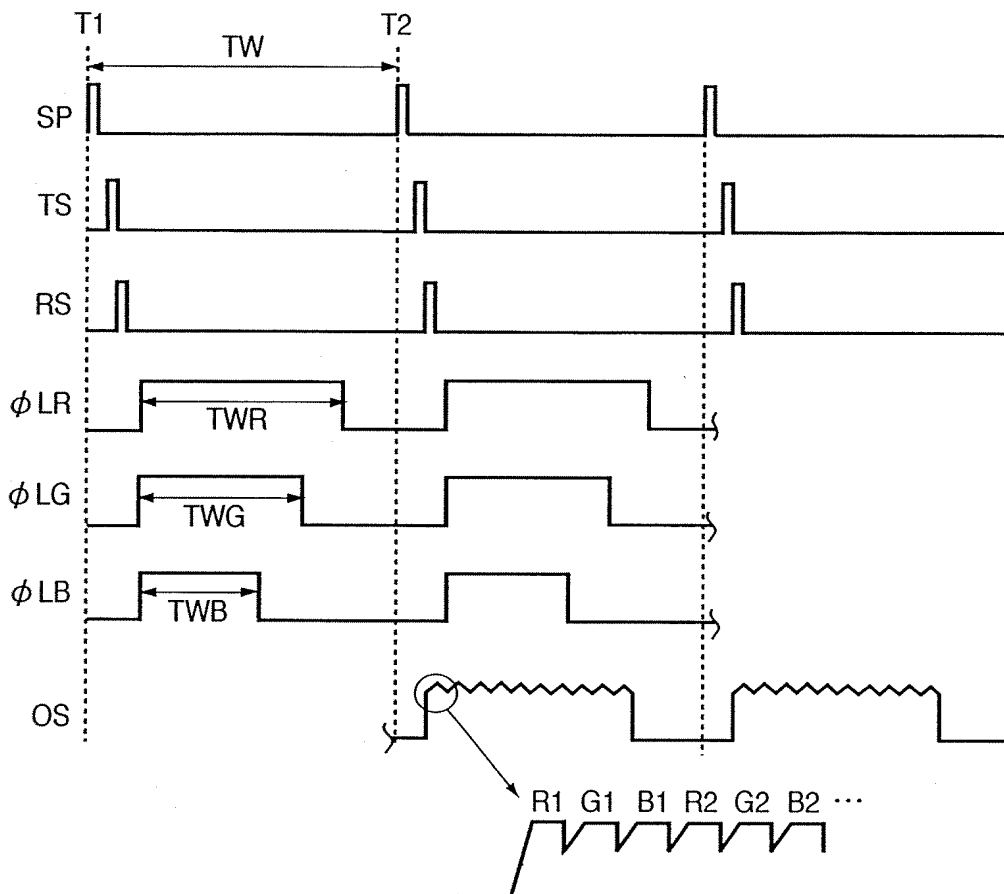 T1 T2
TW
SP
TS
RS
ϕLR
TWR
ϕLG
TWG
ϕLB
TWB
OS
R1 G1 B1 R2 G2 B2 ···